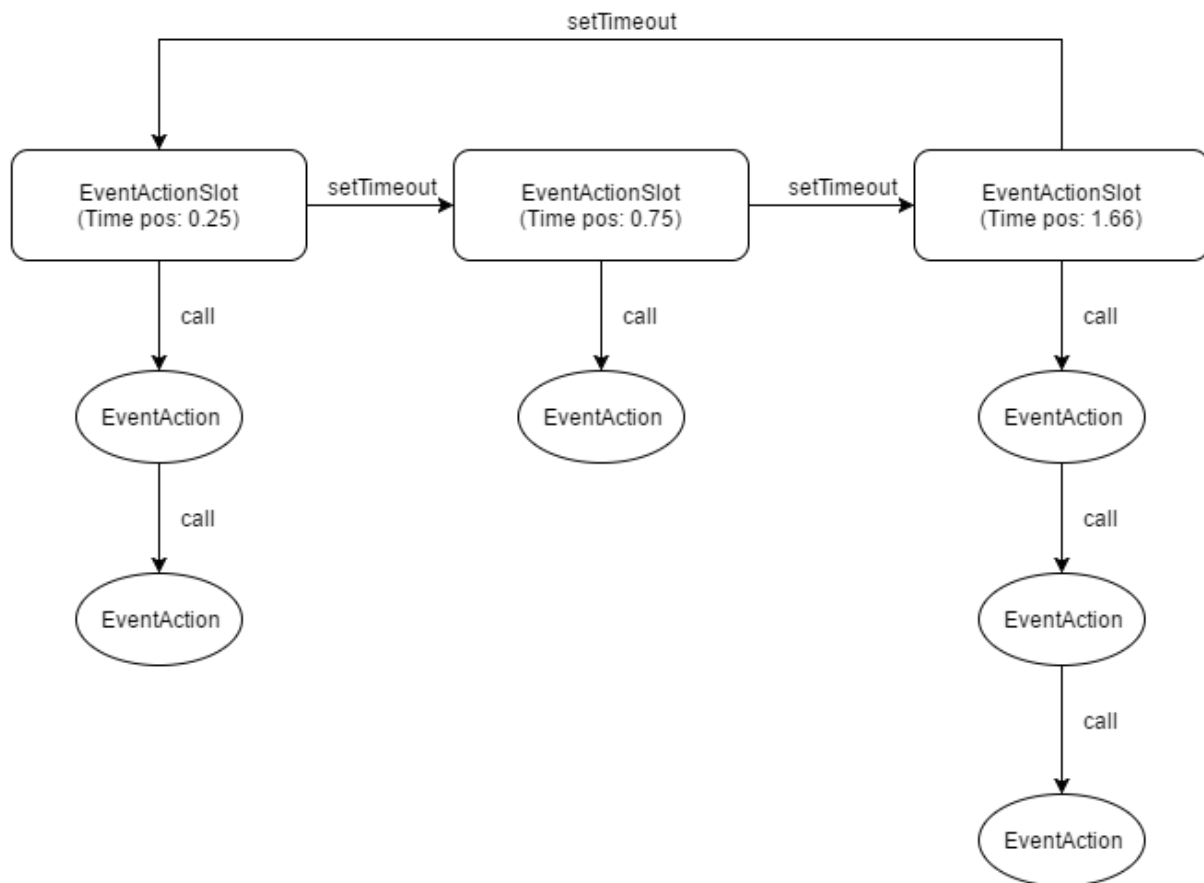 setTimeout
EventActionSlot
(Time pos: 0.25)
setTimeout
EventActionSlot
(Time pos: 0.75)
setTimeout
EventActionSlot
(Time pos: 1.66)
call
call
call
EventAction
EventAction
EventAction
call
call
EventAction
EventAction
call
EventAction